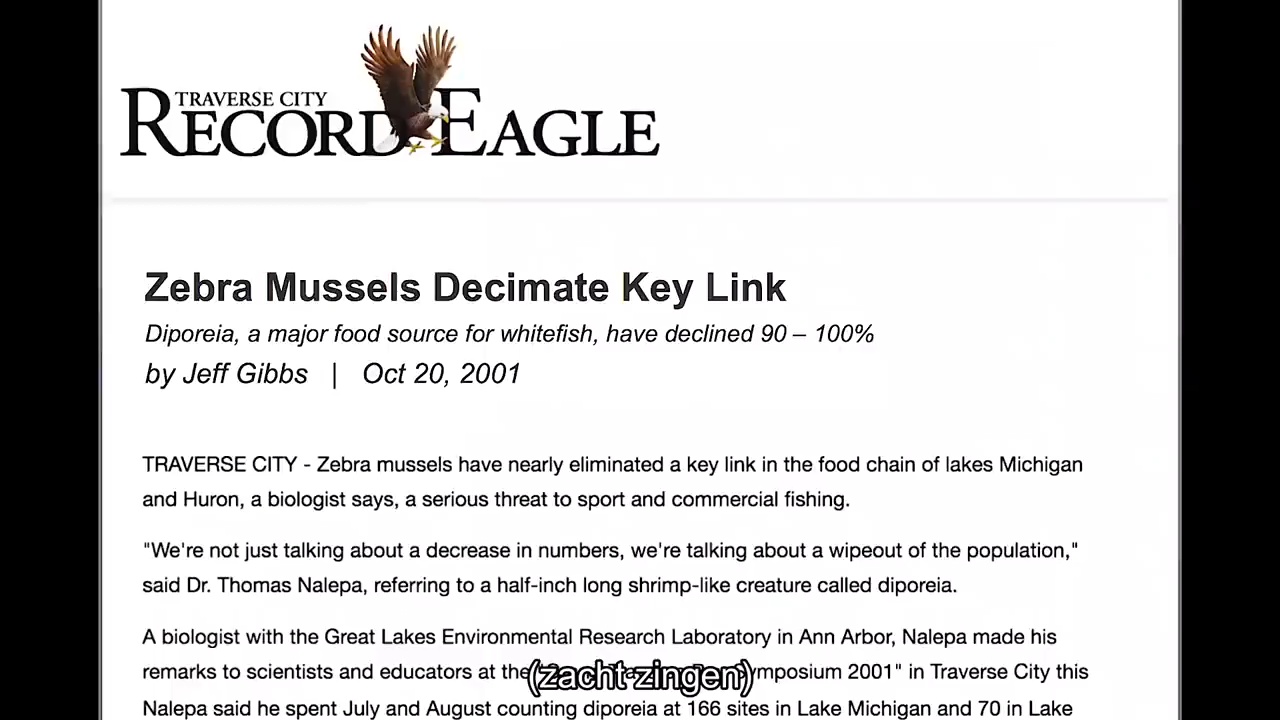 TRAVERSE CITY
RECORD EAGLE
Zebra Mussels Decimate Key Link
Diporeia, a major food source for whitefish, have declined 90 – 100%
by Jeff Gibbs | Oct 20, 2001
TRAVERSE CITY - Zebra mussels have nearly eliminated a key link in the food chain of lakes Michigan
and Huron, a biologist says, a serious threat to sport and commercial fishing.
"We're not just talking about a decrease in numbers, we're talking about a wipeout of the population,"
said Dr. Thomas Nalepa, referring to a half-inch long shrimp-like creature called diporeia.
A biologist with the Great Lakes Environmental Research Laboratory in Ann Arbor, Nalepa made his
remarks to scientists and educators at the ymposium 2001" in Traverse City this
(zacht zingen)
Nalepa said he spent July and August counting diporeia at 166 sites in Lake Michigan and 70 in Lake